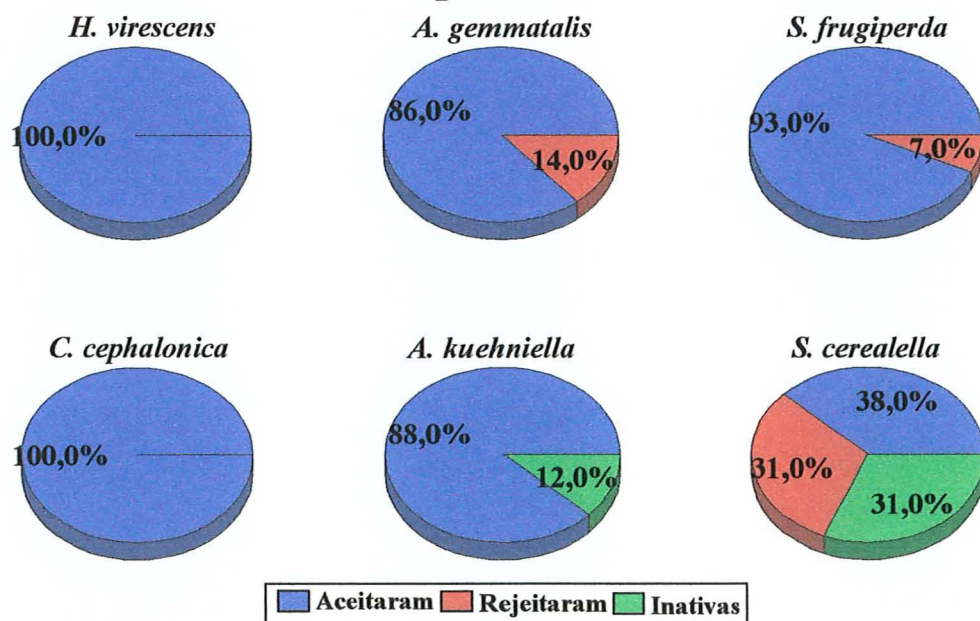 H. virescens
A. gemmatalis
S. frugiperda
100,0%
86,0%
14,0%
93,0%
7,0%
C. cephalonica
A. kuehniella
S. cerealella
100,0%
88,0%
12,0%
38,0%
31,0%
31,0%
Aceitaram Rejeitaram Inativas